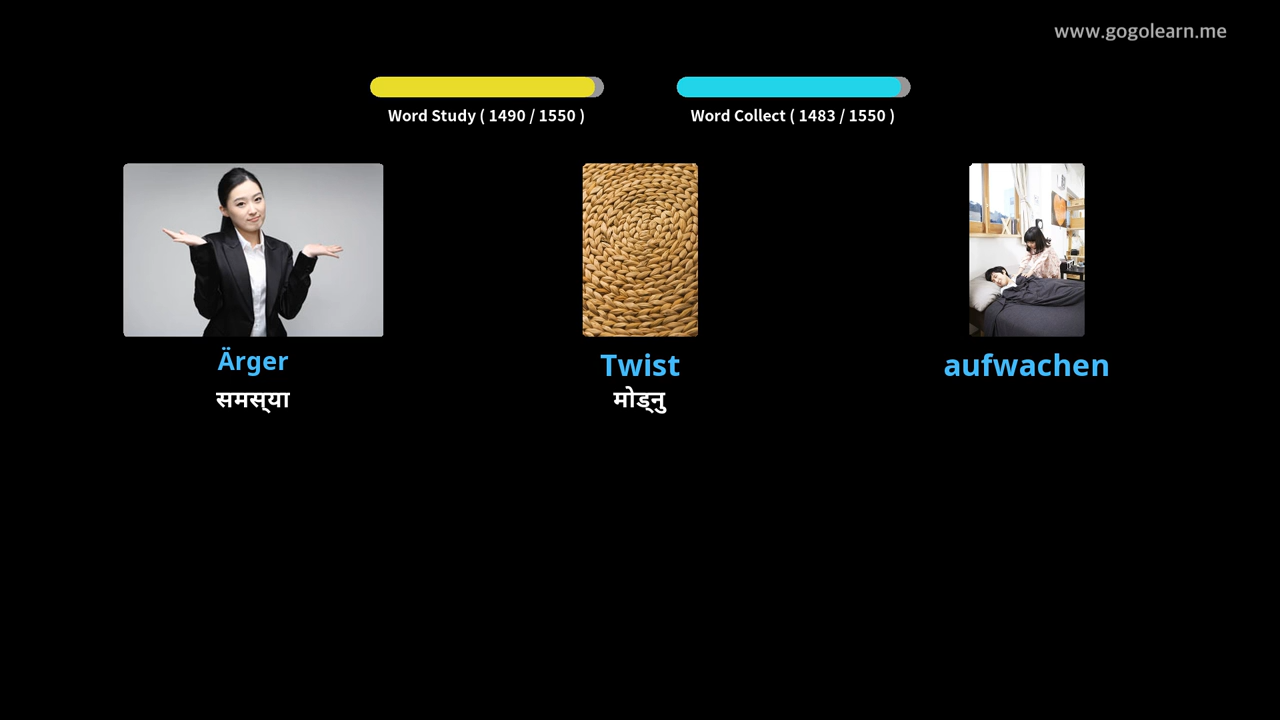 www.gogolearn.me
Word Study ( 1490 / 1550 )
Word Collect ( 1483 / 1550 )
Ärger
समस्या
Twist
मोड्नु
aufwachen